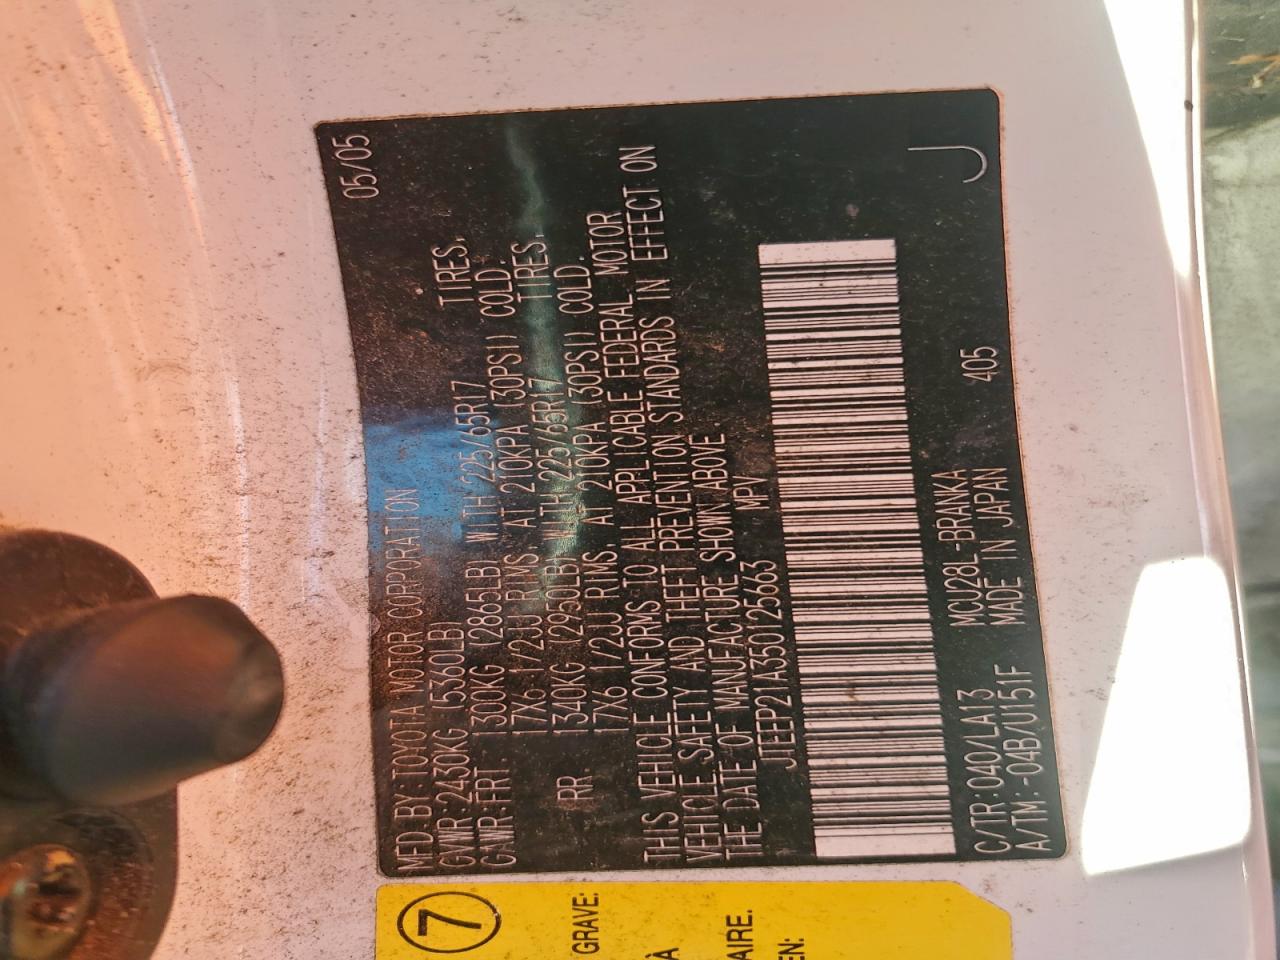 MFD.BY:TOYOTA MOTOR CORPORATION 05/05
GVWR:2430KG (5360LB)
GAWR:FRT. 1300KG (2865LB) WITH 225/65R17 TIRES.
17X6 1/2JJ RIMS, AT 210KPA (30PSI) COLD.
RR. 1340KG (2950LB) WITH 225/65R17 TIRES.
17X6 1/2JJ RIMS, AT 210KPA (30PSI) COLD.
THIS VEHICLE CONFORMS TO ALL APPLICABLE FEDERAL MOTOR
VEHICLE SAFETY AND THEFT PREVENTION STANDARDS IN EFFECT ON
THE DATE OF MANUFACTURE SHOWN ABOVE.
JTEEP21A350125663 MPV
C/TR:040/LA13 MCU28L-BRANKA 405
A/TM:-04B/U151F MADE IN JAPAN J
7
GRAVE:
À
AIRE.
EN: